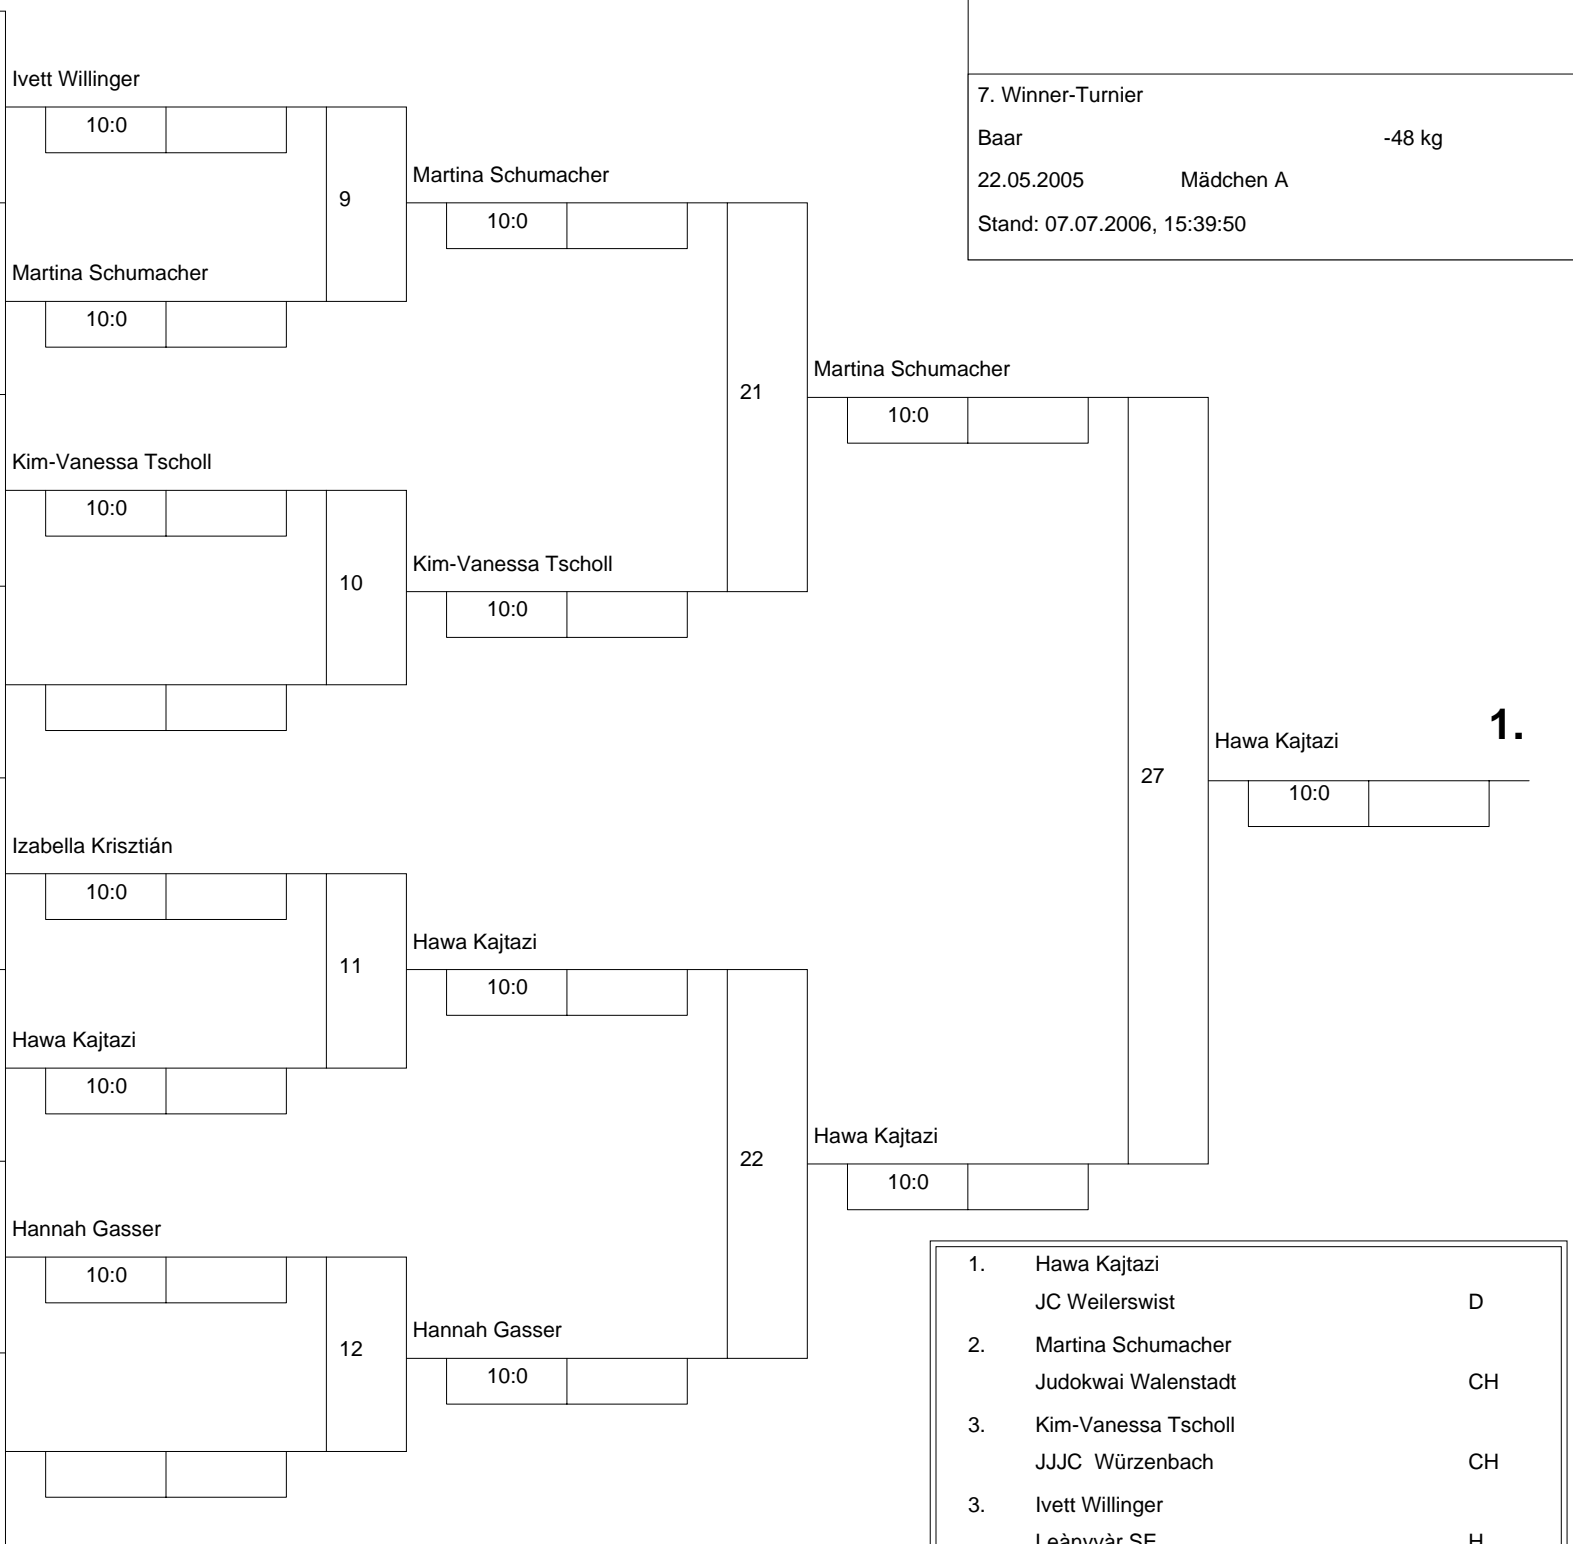 7. Winner-Turnier
Baar -48 kg
22.05.2005 Mädchen A
Stand: 07.07.2006, 15:39:50
Ivett Willinger
10:0
9
Martina Schumacher
10:0
Martina Schumacher
10:0
21
Martina Schumacher
10:0
Kim-Vanessa Tscholl
10:0
10
Kim-Vanessa Tscholl
10:0
27
Hawa Kajtazi 1.
10:0
Izabella Krisztián
10:0
11
Hawa Kajtazi
10:0
Hawa Kajtazi
10:0
22
Hawa Kajtazi
10:0
Hannah Gasser
10:0
12
Hannah Gasser
10:0
1. Hawa Kajtazi
JC Weilerswist D
2. Martina Schumacher
Judokwai Walenstadt CH
3. Kim-Vanessa Tscholl
JJJC Würzenbach CH
3. Ivett Willinger
Leànyvàr SE H